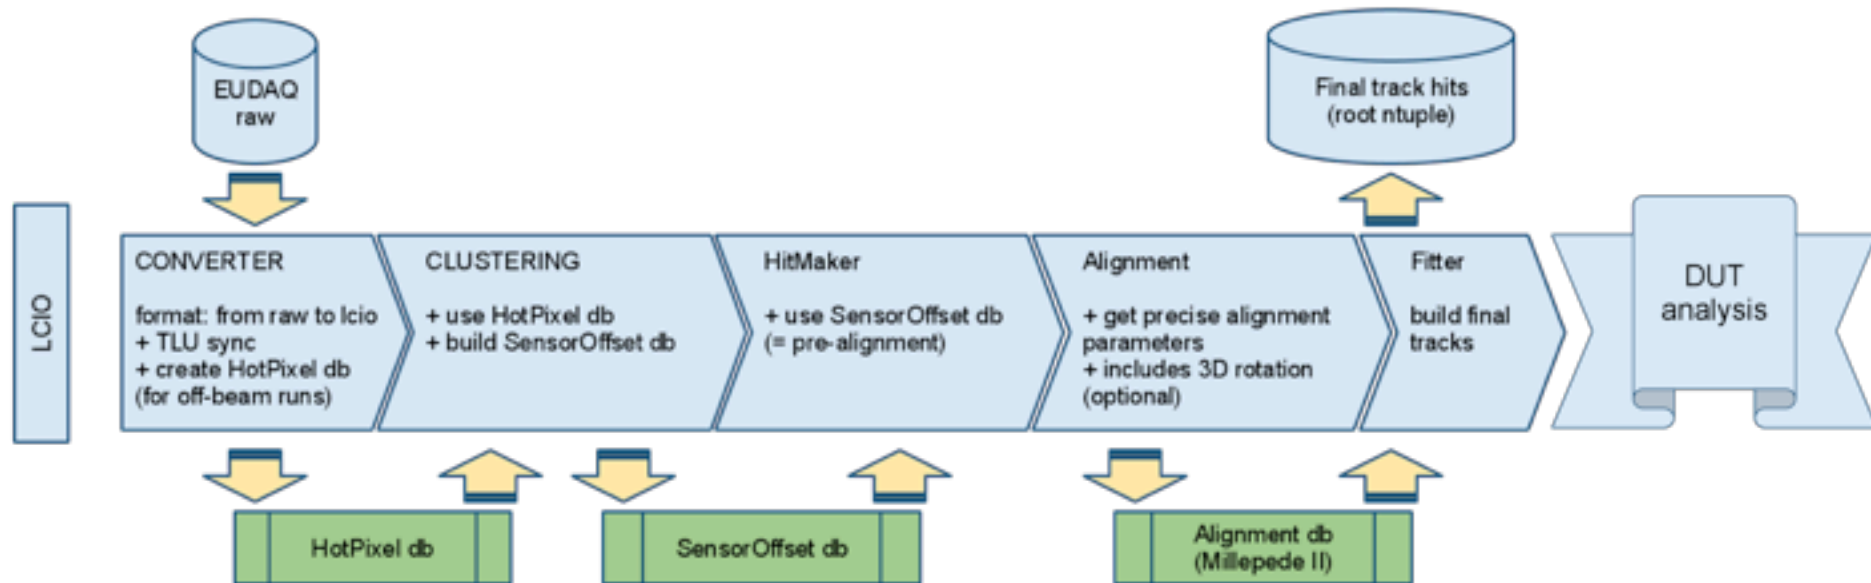 EUDAQ
raw
Final track hits
(root ntuple)
LCIO
CONVERTER
format: from raw to lcio
+ TLU sync
+ create HotPixel db
(for off-beam runs)
CLUSTERING
+ use HotPixel db
+ build SensorOffset db
HitMaker
+ use SensorOffset db
(= pre-alignment)
Alignment
+ get precise alignment
parameters
+ includes 3D rotation
(optional)
Fitter
build final
tracks
DUT
analysis
HotPixel db
SensorOffset db
Alignment db
(Millepede II)